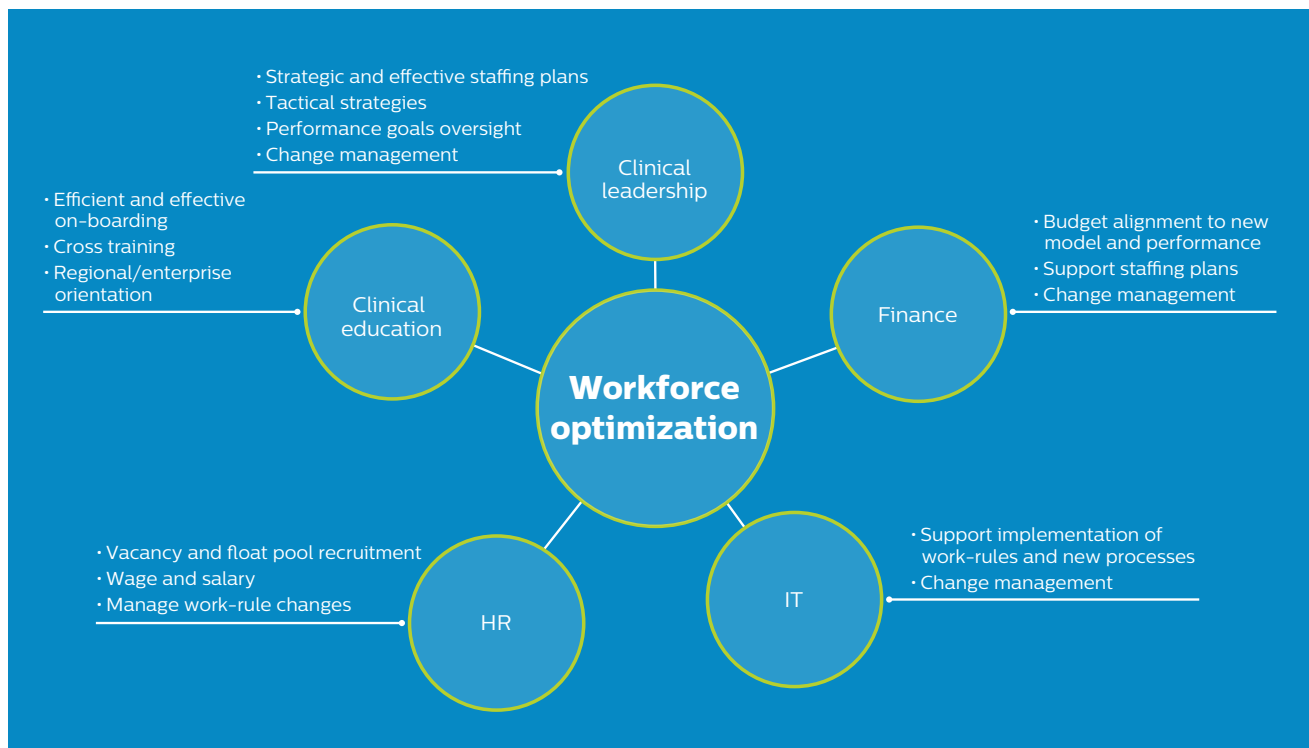 · Strategic and effective staffing plans
· Tactical strategies
· Performance goals oversight
· Change management
Clinical
leadership
· Efficient and effective
on-boarding
· Cross training
· Regional/enterprise
orientation
Clinical
education
· Budget alignment to new
model and performance
· Support staffing plans
· Change management
Finance
Workforce
optimization
· Vacancy and float pool recruitment
· Wage and salary
· Manage work-rule changes
HR
· Support implementation of
work-rules and new processes
· Change management
IT